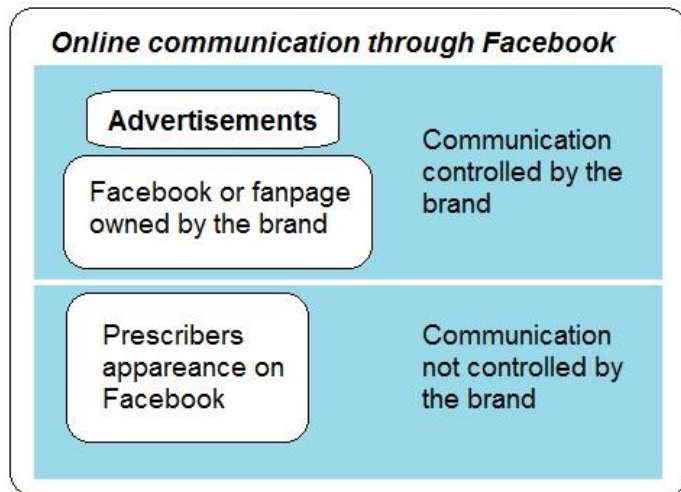 Online communication through Facebook
Advertisements
Facebook or fanpage
owned by the brand
Communication
controlled by the
brand
Prescribers
appareance on
Facebook
Communication
not controlled by
the brand